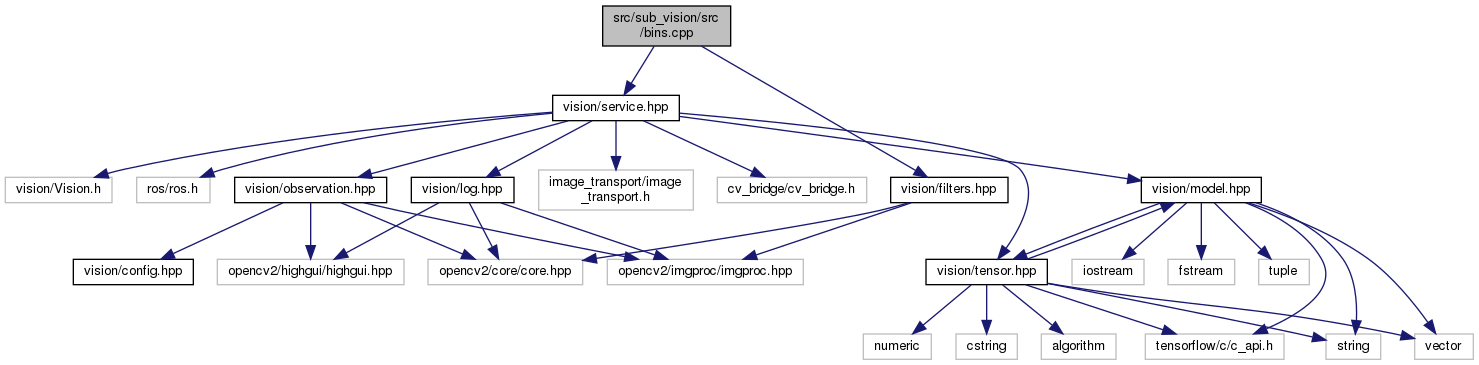 src/sub_vision/src
/bins.cpp
vision/service.hpp
vision/Vision.h
ros/ros.h
vision/observation.hpp
vision/log.hpp
image_transport/image
_transport.h
cv_bridge/cv_bridge.h
vision/filters.hpp
vision/model.hpp
vision/config.hpp
opencv2/highgui/highgui.hpp
opencv2/core/core.hpp
opencv2/imgproc/imgproc.hpp
vision/tensor.hpp
iostream
fstream
tuple
numeric
cstring
algorithm
tensorflow/c/c_api.h
string
vector